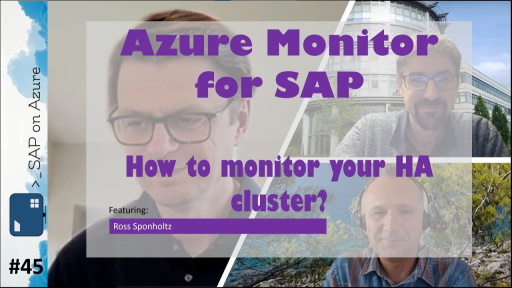 Azure Monitor
for SAP
How to monitor your HA
cluster?
Featuring:
Ross Sponholtz
>_SAP on Azure
#45